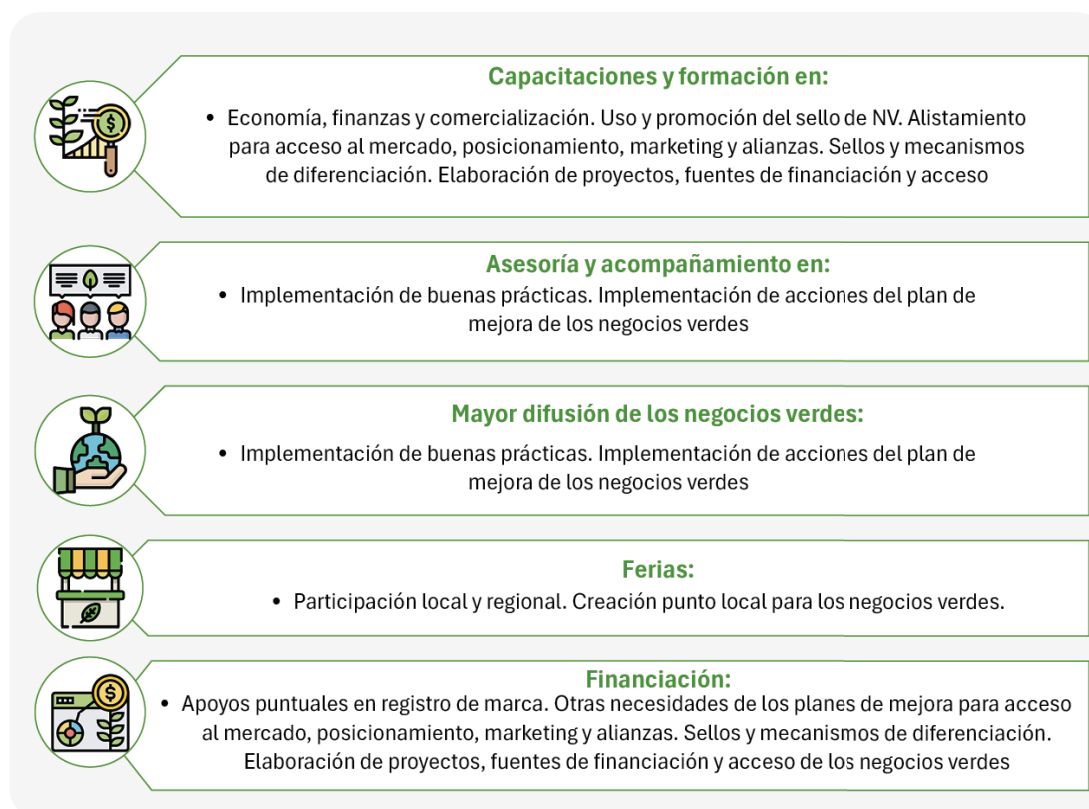 Capacitaciones y formación en:
• Economía, finanzas y comercialización. Uso y promoción del sello de NV. Alistamiento
para acceso al mercado, posicionamiento, marketing y alianzas. Sellos y mecanismos
de diferenciación. Elaboración de proyectos, fuentes de financiación y acceso
Asesoría y acompañamiento en:
• Implementación de buenas prácticas. Implementación de acciones del plan de
mejora de los negocios verdes
Mayor difusión de los negocios verdes:
• Implementación de buenas prácticas. Implementación de acciones del plan de
mejora de los negocios verdes
Ferias:
• Participación local y regional. Creación punto local para los negocios verdes.
Financiación:
• Apoyos puntuales en registro de marca. Otras necesidades de los planes de mejora para acceso
al mercado, posicionamiento, marketing y alianzas. Sellos y mecanismos de diferenciación.
Elaboración de proyectos, fuentes de financiación y acceso de los negocios verdes